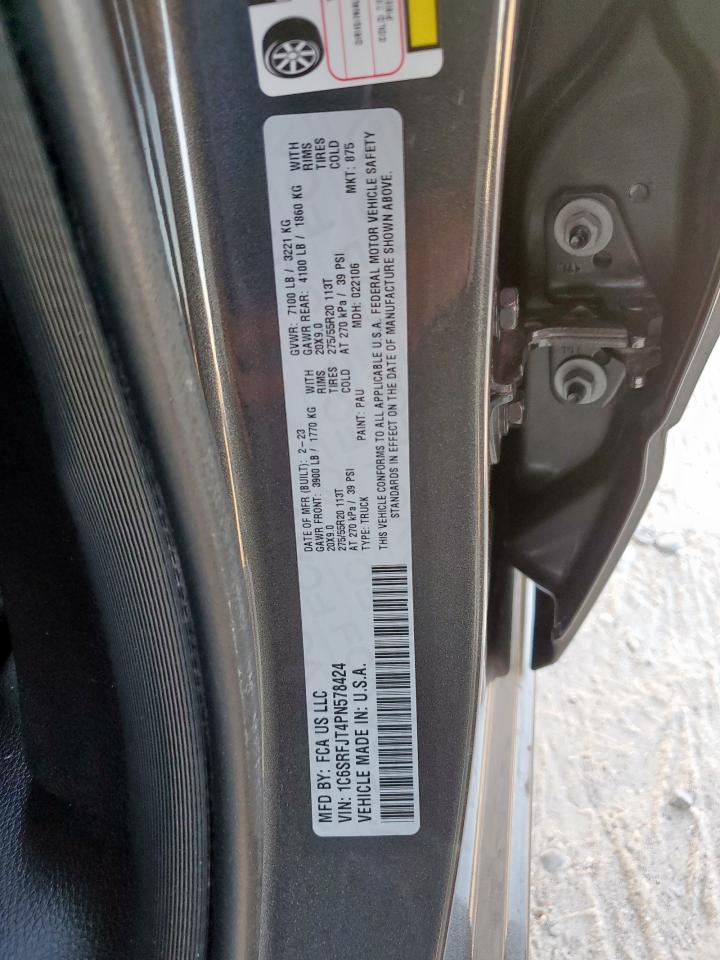 MFD BY: FCA US LLC
VIN: 1C6SRFJT4PN578424
VEHICLE MADE IN: U.S.A.
DATE OF MFR (BUILT): 2-23 GVWR: 7100 LB / 3221 KG
GAWR FRONT: 3900 LB / 1770 KG WITH GAWR REAR: 4100 LB / 1860 KG WITH
20X9.0 RIMS 20X9.0 RIMS
275/55R20 113T TIRES 275/55R20 113T TIRES
AT 270 kPa / 39 PSI COLD AT 270 kPa / 39 PSI COLD
TYPE: TRUCK PAINT: PAU MDH: 022106 MKT: 875
THIS VEHICLE CONFORMS TO ALL APPLICABLE U.S.A. FEDERAL MOTOR VEHICLE SAFETY
STANDARDS IN EFFECT ON THE DATE OF MANUFACTURE SHOWN ABOVE.